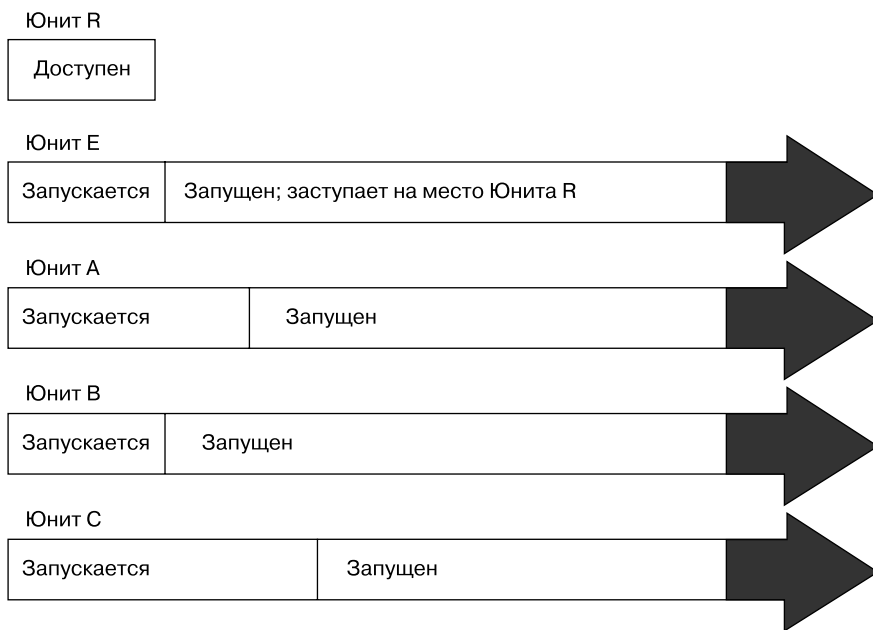 Юнит R
Доступен
Юнит E
Запускается
Запущен; заступает на место Юнита R
Юнит A
Запускается
Запущен
Юнит B
Запускается
Запущен
Юнит C
Запускается
Запущен